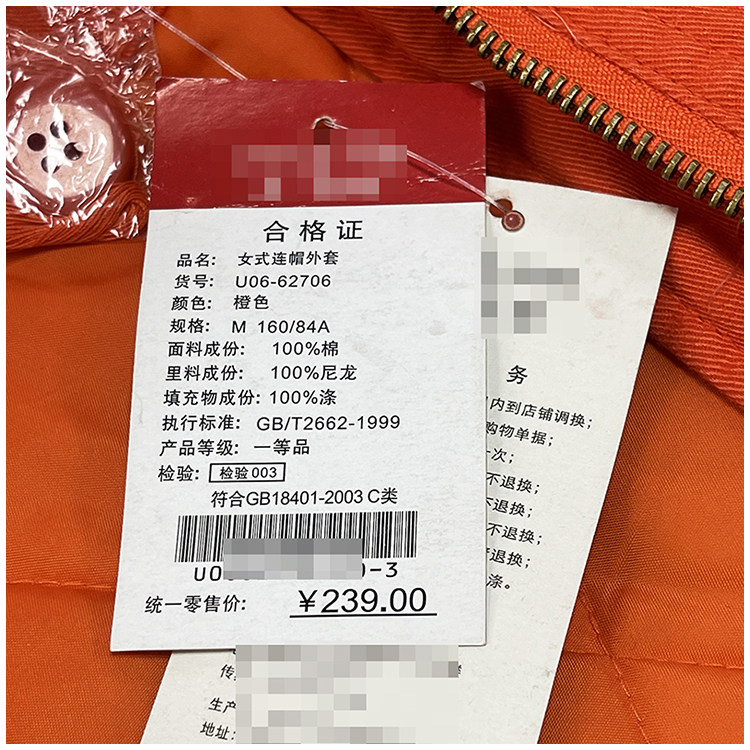 合格证
品名: 女式连帽外套
货号: U06-62706
颜色: 橙色
规格: M 160/84A
面料成份: 100%棉
里料成份: 100%尼龙
填充物成份: 100%涤
执行标准: GB/T2662-1999
产品等级: 一等品
检验: 检验003
符合GB18401-2003 C类
-3
统一零售价: ¥239.00
务
内到店铺调换;
购物单据;
次;
不退换;
不退换;
不退换;
退换;
涤。
传
生产
地址: